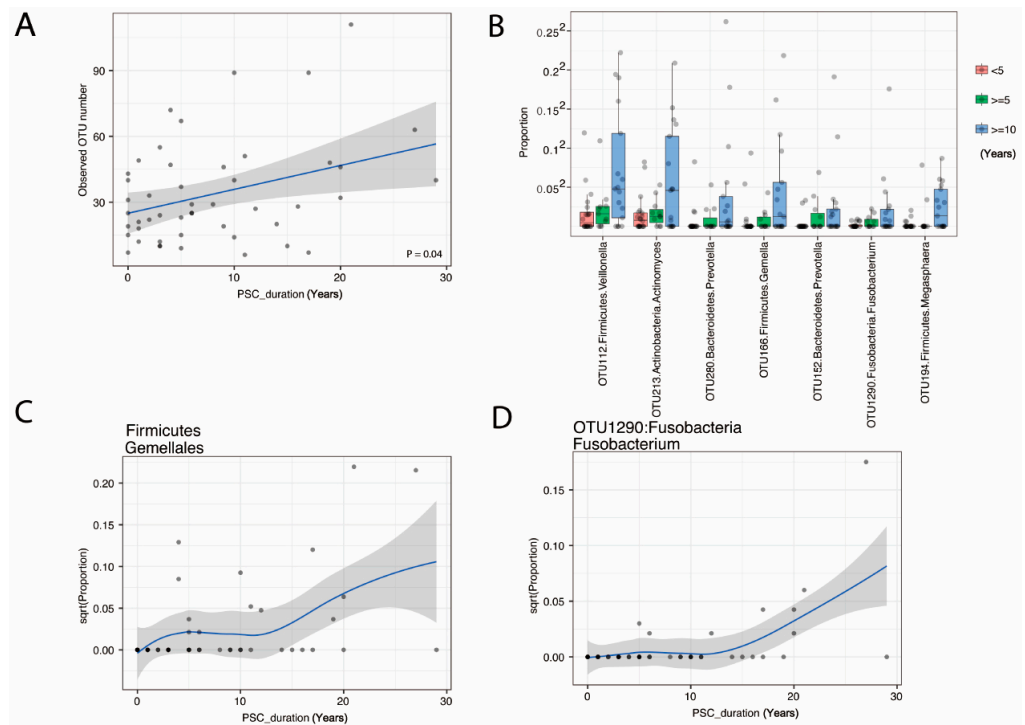 A
Observed OTU number
90
60
30
0
10
20
30
P = 0.04
PSC_duration (Years)
B
Proportion
0.25²
0.2²
0.15²
0.1²
0.05²
<5
>=5
>=10
(Years)
OTU112.Firmicutes.Veillonella
OTU213.Actinobacteria.Actinomyces
OTU280.Bacteroidetes.Prevotella
OTU166.Firmicutes.Gemella
OTU152.Bacteroidetes.Prevotella
OTU1290.Fusobacteria.Fusobacterium
OTU194.Firmicutes.Megasphaera
C
Firmicutes
Gemellales
sqrt(Proportion)
0.20
0.15
0.10
0.05
0.00
0
10
20
30
PSC_duration (Years)
D
OTU1290:Fusobacteria
Fusobacterium
sqrt(Proportion)
0.15
0.10
0.05
0.00
0
10
20
30
PSC_duration (Years)